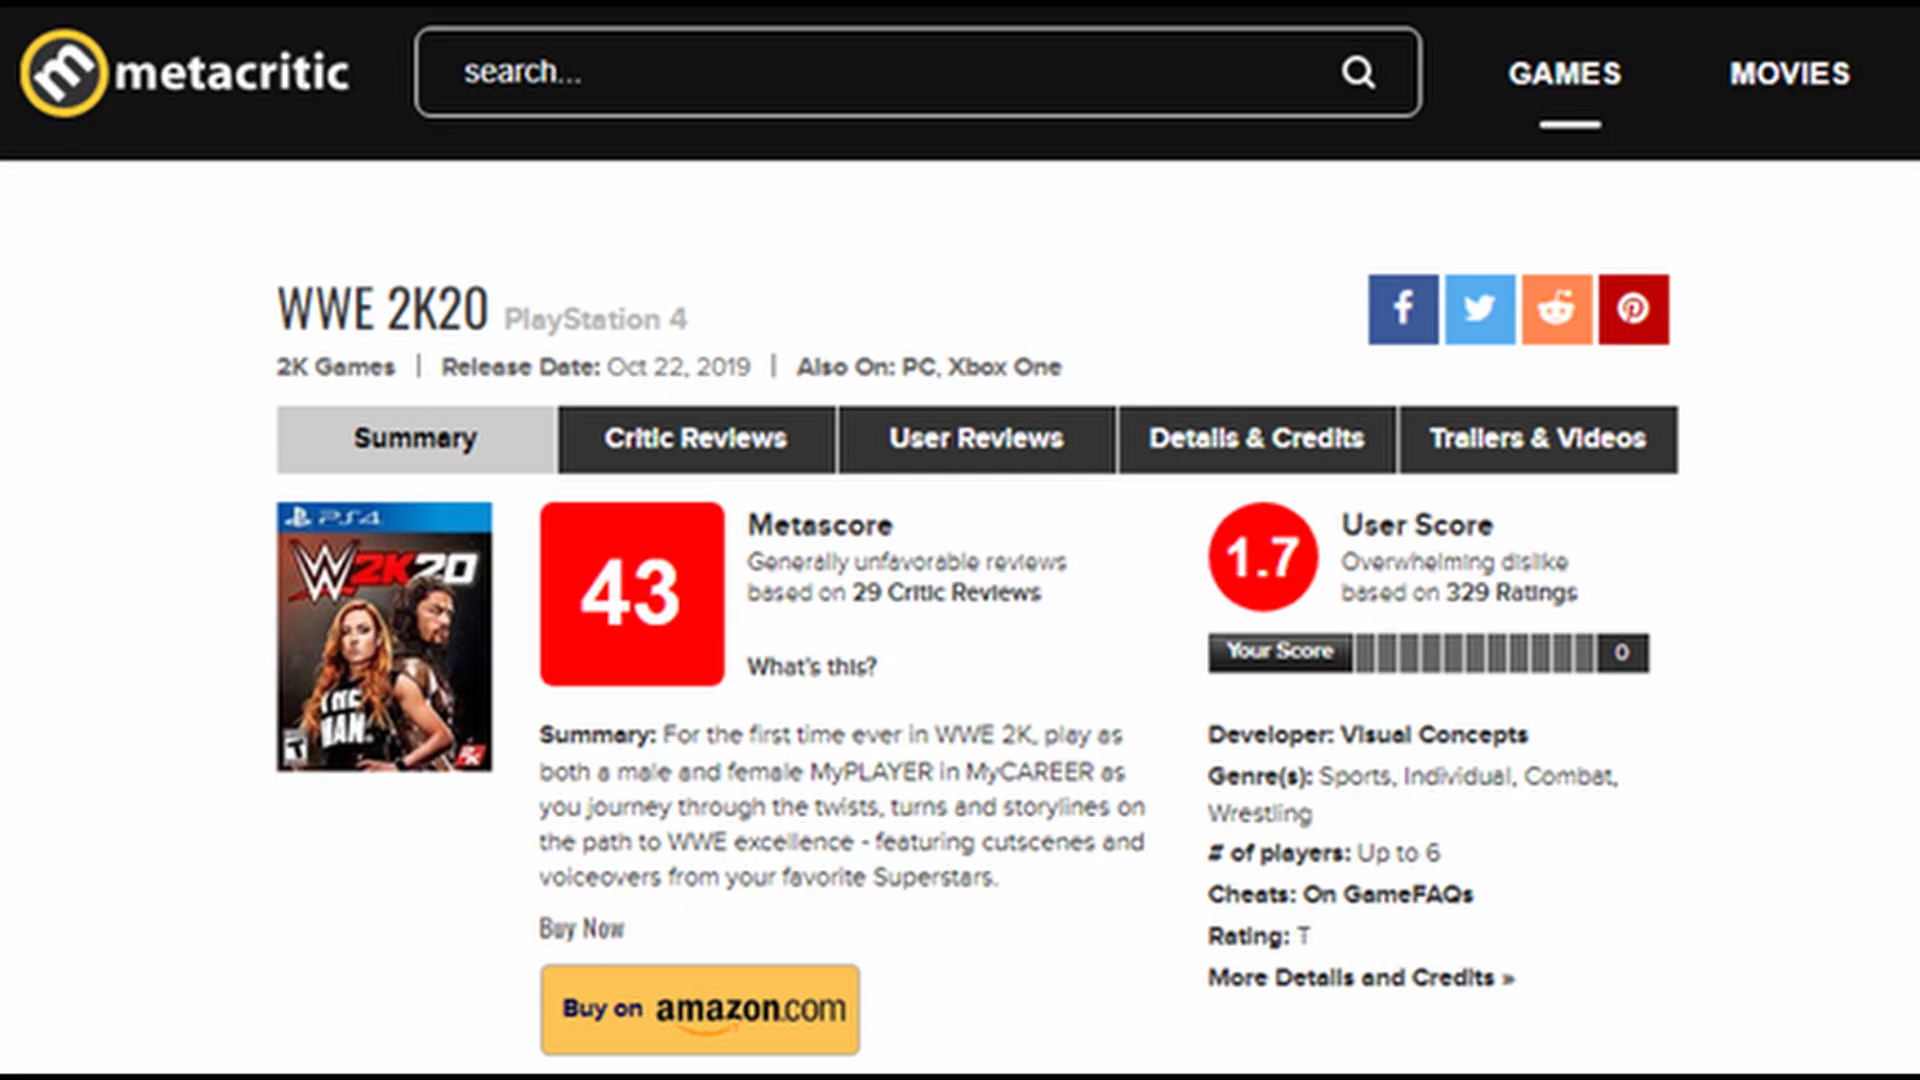 metacritic
search...
GAMES
MOVIES
WWE 2K20 PlayStation 4
2K Games | Release Date: Oct 22, 2019 | Also On: PC, Xbox One
Summary
Critic Reviews
User Reviews
Details & Credits
Trailers & Videos
PS4
W 2K20
THE
MAN
T
2K
43
Metascore
Generally unfavorable reviews
based on 29 Critic Reviews
What's this?
1.7
User Score
Overwhelming dislike
based on 329 Ratings
Your Score
0
Summary: For the first time ever in WWE 2K, play as
both a male and female MyPLAYER in MyCAREER as
you journey through the twists, turns and storylines on
the path to WWE excellence - featuring cutscenes and
voiceovers from your favorite Superstars.
Buy Now
Buy on amazon.com
Developer: Visual Concepts
Genre(s): Sports, Individual, Combat,
Wrestling
# of players: Up to 6
Cheats: On GameFAQs
Rating: T
More Details and Credits »